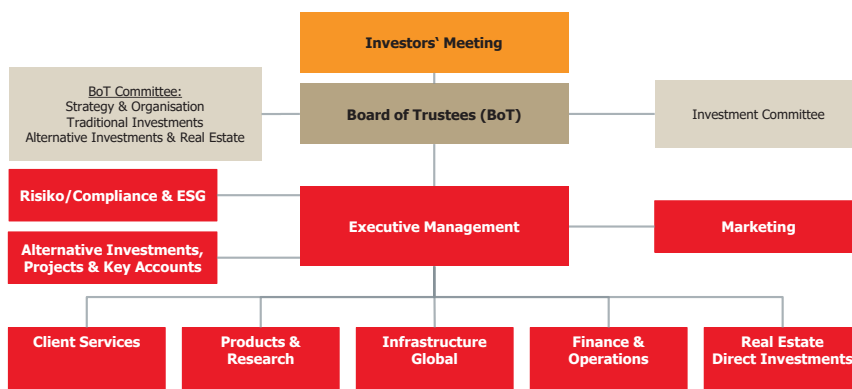 Investors‘ Meeting
BoT Committee:
Strategy & Organisation
Traditional Investments
Alternative Investments & Real Estate
Board of Trustees (BoT)
Investment Committee
Risiko/Compliance & ESG
Executive Management
Marketing
Alternative Investments,
Projects & Key Accounts
Client Services
Products &
Research
Infrastructure
Global
Finance &
Operations
Real Estate
Direct Investments